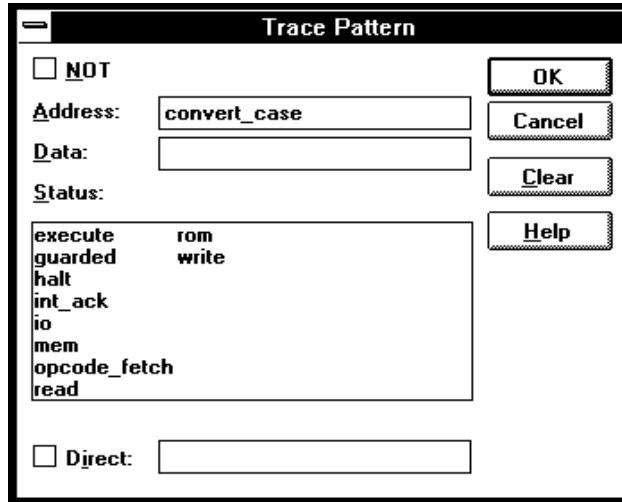 Trace Pattern
NOT
OK
Address: convert_case
Cancel
Data:
Clear
Status:
Help
execute rom
guarded write
halt
int_ack
io
mem
opcode_fetch
read
Direct: